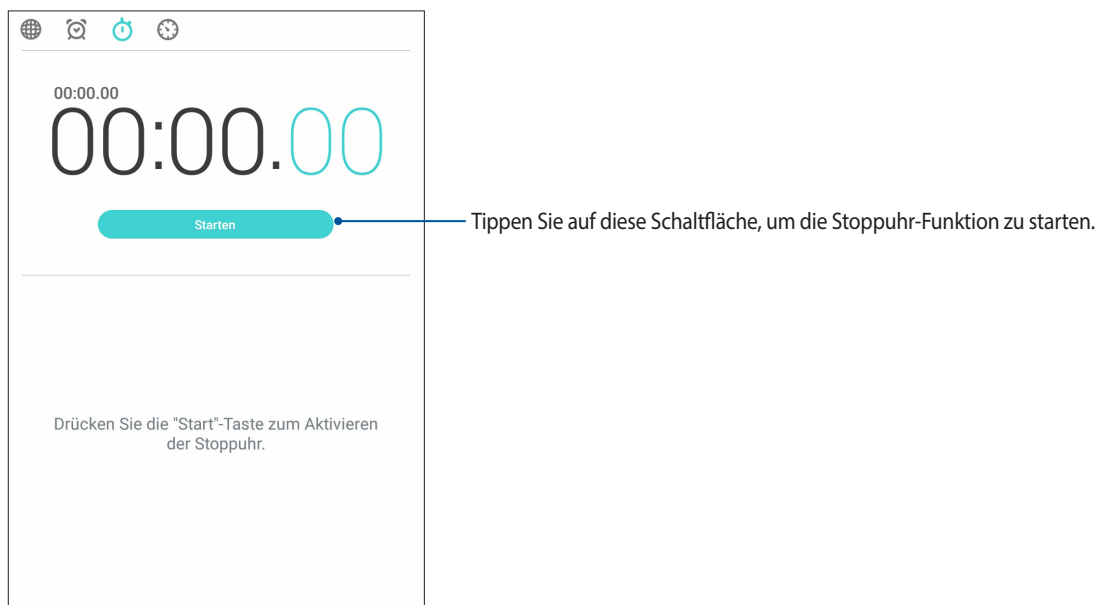 00:00.00
00:00.00
Starten
Tippen Sie auf diese Schaltfläche, um die Stoppuhr-Funktion zu starten.
Drücken Sie die "Start"-Taste zum Aktivieren
der Stoppuhr.